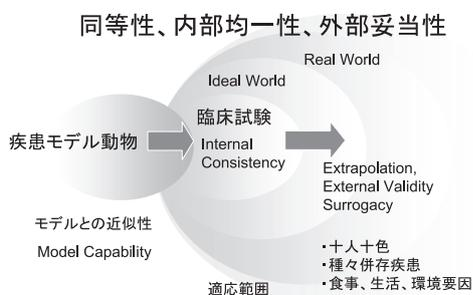 同等性、内部均一性、外部妥当性
Real World
Ideal World
臨床試験
疾患モデル動物
Internal
Consistency
Extrapolation,
External Validity
Surrogacy
モデルとの近似性
Model Capability
・十人十色
・種々併存疾患
・食事、生活、環境要因
適応範囲